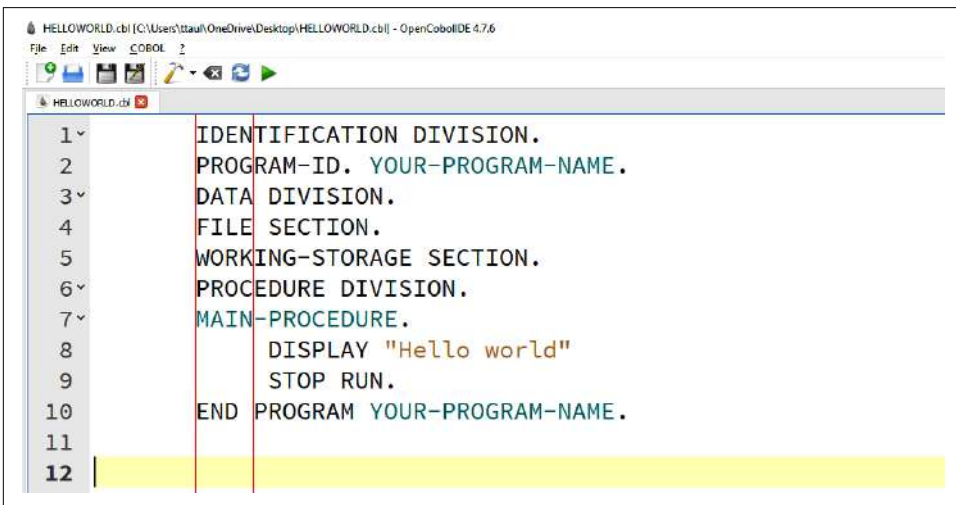 HELLOWORLD.cbl [C:\Users\ttaul\OneDrive\Desktop\HELLOWORLD.cbl] - OpenCobolIDE 4.7.6
File Edit View COBOL ?
HELLOWORLD.cbl
1 IDENTIFICATION DIVISION.
2 PROGRAM-ID. YOUR-PROGRAM-NAME.
3 DATA DIVISION.
4 FILE SECTION.
5 WORKING-STORAGE SECTION.
6 PROCEDURE DIVISION.
7 MAIN-PROCEDURE.
8 DISPLAY "Hello world"
9 STOP RUN.
10 END PROGRAM YOUR-PROGRAM-NAME.
11
12